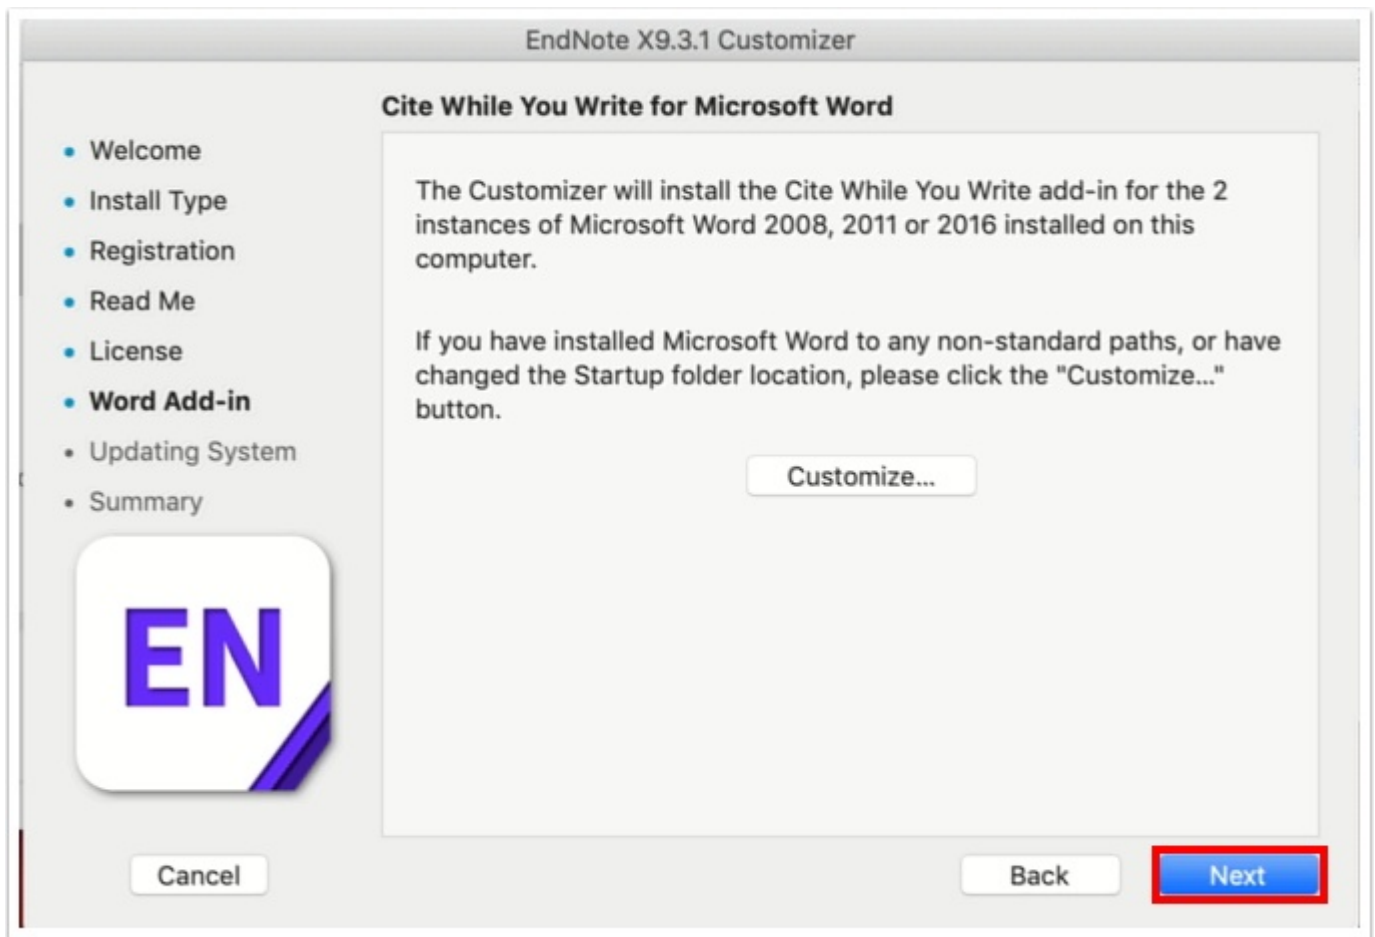 EndNote X9.3.1 Customizer
Cite While You Write for Microsoft Word
Welcome
Install Type
Registration
Read Me
License
Word Add-in
Updating System
Summary
The Customizer will install the Cite While You Write add-in for the 2
instances of Microsoft Word 2008, 2011 or 2016 installed on this
computer.
If you have installed Microsoft Word to any non-standard paths, or have
changed the Startup folder location, please click the "Customize..."
button.
Customize...
EN
Cancel
Back
Next